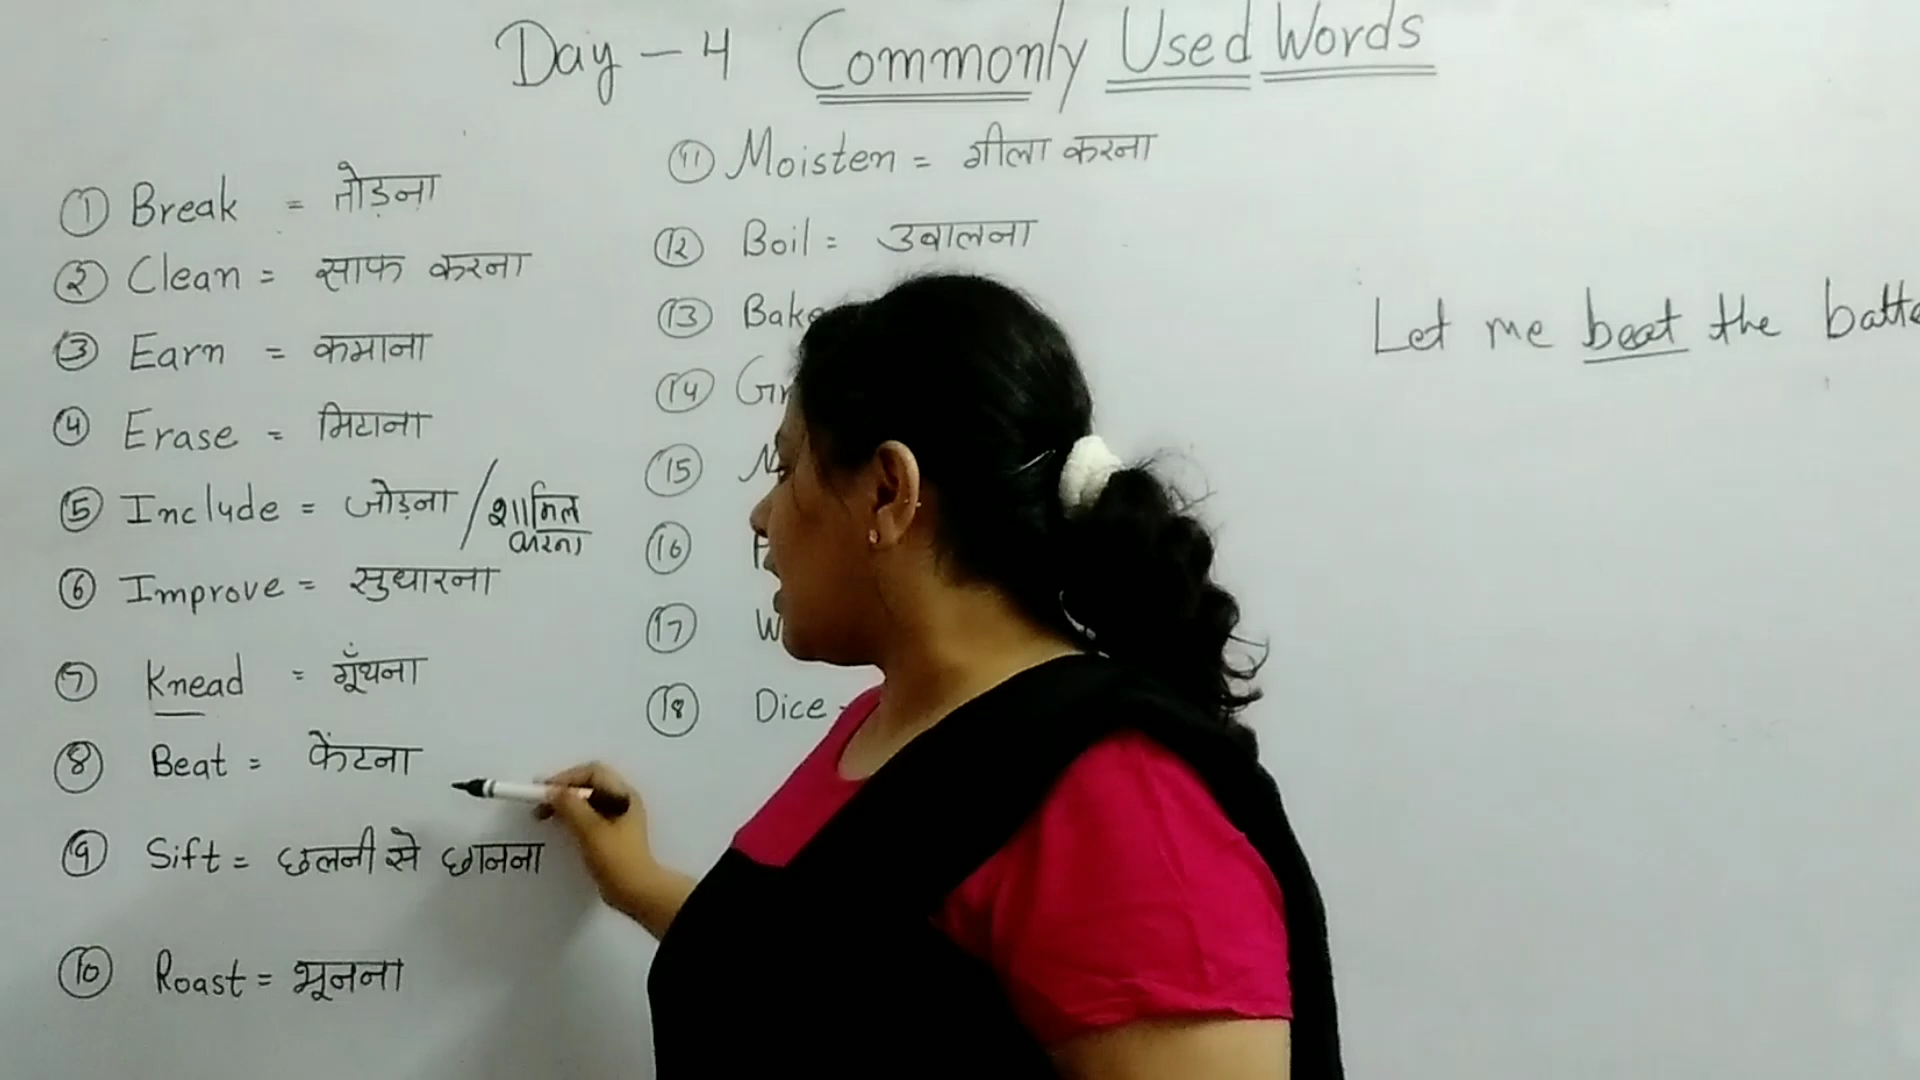 Day - 4 Commonly Used Words
① Break = तोड़ना
② Clean = साफ करना
③ Earn = कमाना
④ Erase = मिटाना
⑤ Include = जोड़ना / शामिल
करना
⑥ Improve = सुधारना
⑦ Knead = गूँथना
⑧ Beat = फेंटना
⑨ Sift = छलनी से छानना
⑩ Roast = भूनना
⑪ Moisten = गीला करना
⑫ Boil = उबालना
⑬ Bake
⑭
⑮
⑯
⑰
⑱ Dice -
Let me beat the